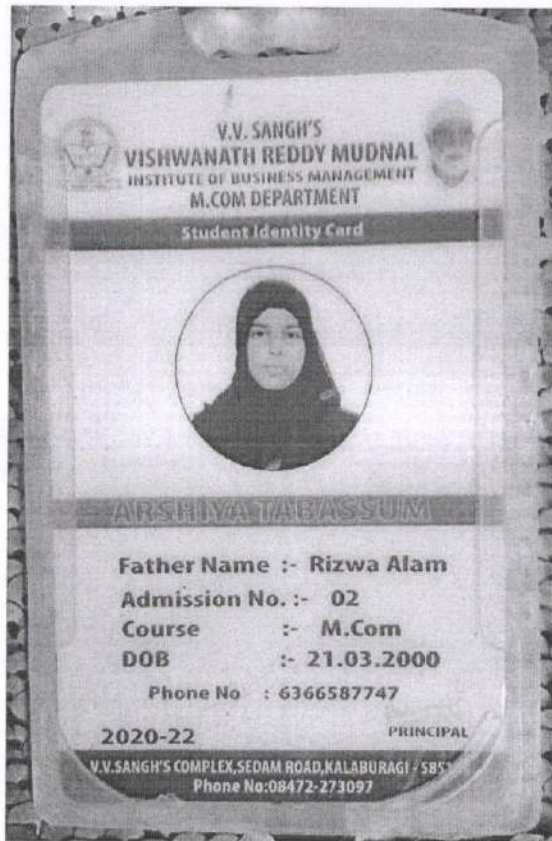 V.V. SANGH'S
VISHWANATH REDDY MUDNAL
INSTITUTE OF BUSINESS MANAGEMENT
M.COM DEPARTMENT
Student Identity Card
ARSHIYA TABASSUM
Father Name :- Rizwa Alam
Admission No. :- 02
Course :- M.Com
DOB :- 21.03.2000
Phone No : 6366587747
2020-22 PRINCIPAL
V.V.SANGH'S COMPLEX,SEDAM ROAD,KALABURAGI -
Phone No:08472-273097